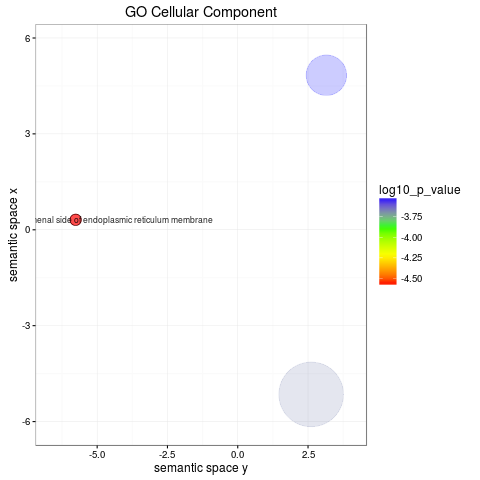 GO Cellular Component
6
3
0
-3
-6
semantic space x
side of endoplasmic reticulum membrane
-5.0
-2.5
0.0
2.5
semantic space y
log10_p_value
-3.75
-4.00
-4.25
-4.50